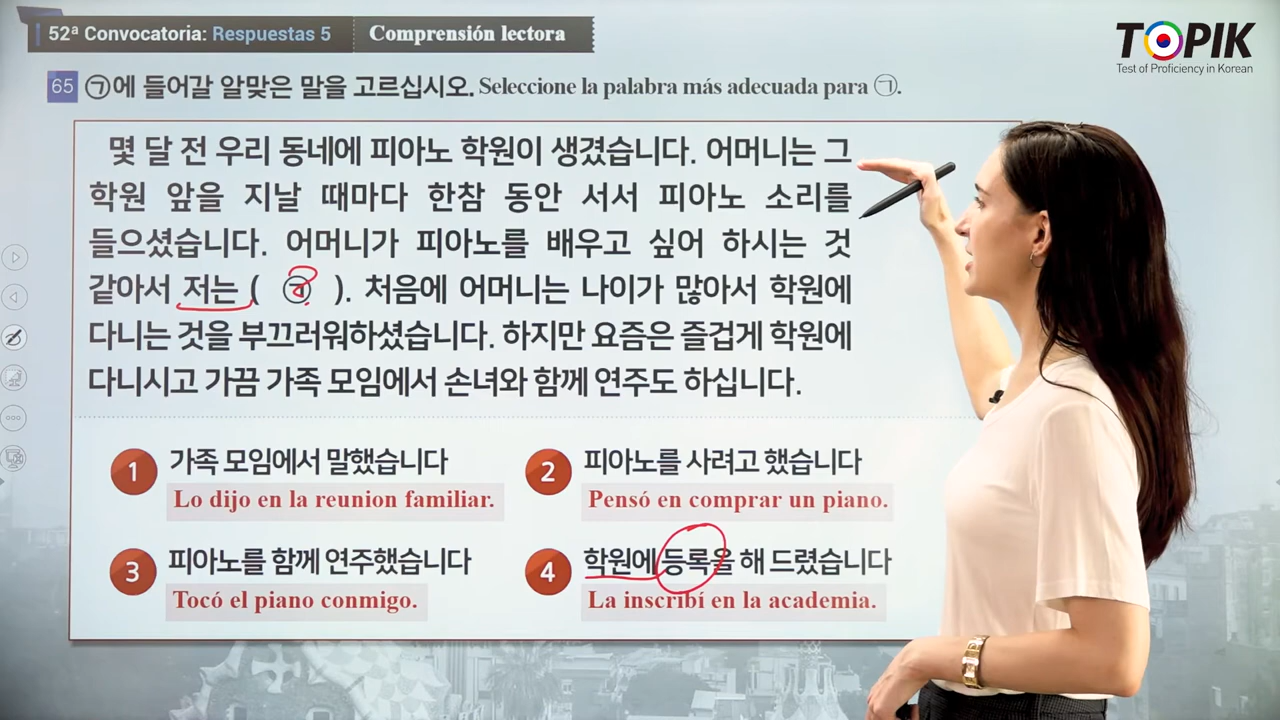 52ª Convocatoria: Respuestas 5 Comprensión lectora
TOPIK
Test of Proficiency in Korean
65 ㉠에 들어갈 알맞은 말을 고르십시오. Seleccione la palabra más adecuada para ㉠.
몇 달 전 우리 동네에 피아노 학원이 생겼습니다. 어머니는 그
학원 앞을 지날 때마다 한참 동안 서서 피아노 소리를
들으셨습니다. 어머니가 피아노를 배우고 싶어 하시는 것
같아서 저는 ( ㉠ ). 처음에 어머니는 나이가 많아서 학원에
다니는 것을 부끄러워하셨습니다. 하지만 요즘은 즐겁게 학원에
다니시고 가끔 가족 모임에서 손녀와 함께 연주도 하십니다.
1 가족 모임에서 말했습니다
Lo dijo en la reunion familiar.
2 피아노를 사려고 했습니다
Pensó en comprar un piano.
3 피아노를 함께 연주했습니다
Tocó el piano conmigo.
4 학원에 등록을 해 드렸습니다
La inscribí en la academia.